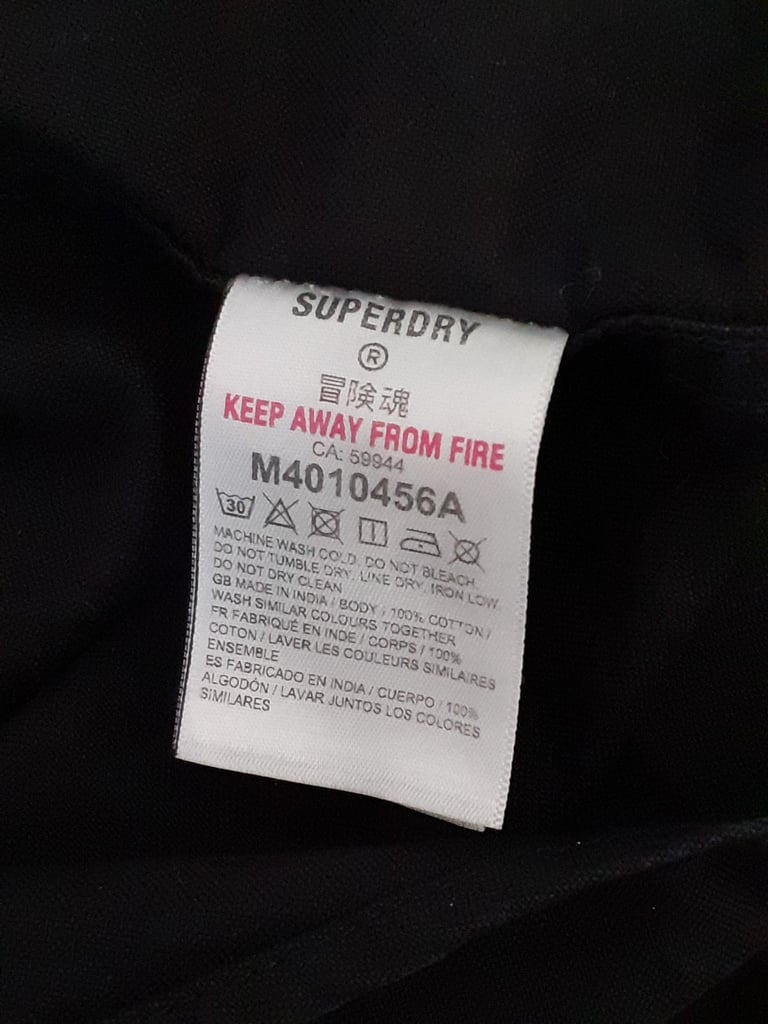 SUPERDRY
®
冒険魂
KEEP AWAY FROM FIRE
CA: 59944
M4010456A
30
MACHINE WASH COLD. DO NOT BLEACH.
DO NOT TUMBLE DRY. LINE DRY. IRON LOW.
DO NOT DRY CLEAN
GB MADE IN INDIA / BODY / 100% COTTON /
WASH SIMILAR COLOURS TOGETHER
FR FABRIQUÉ EN INDE / CORPS / 100%
COTON / LAVER LES COULEURS SIMILAIRES
ENSEMBLE
ES FABRICADO EN INDIA / CUERPO / 100%
ALGODÓN / LAVAR JUNTOS LOS COLORES
SIMILARES